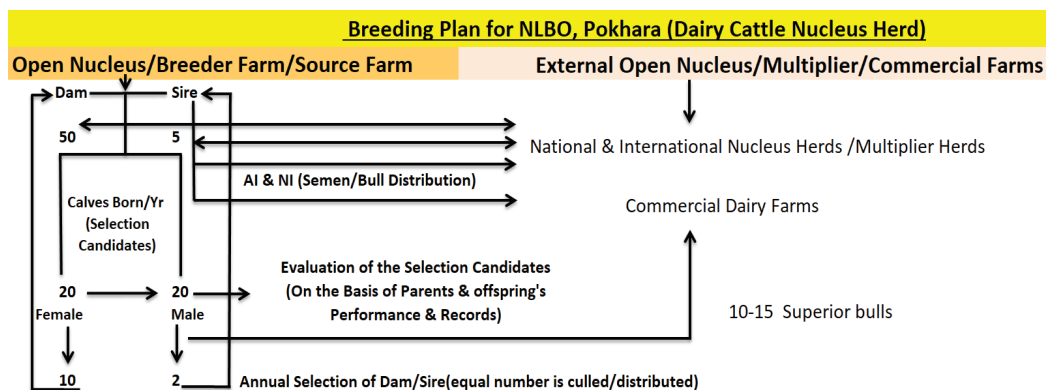 Breeding Plan for NLBO, Pokhara (Dairy Cattle Nucleus Herd)
Open Nucleus/Breeder Farm/Source Farm
External Open Nucleus/Multiplier/Commercial Farms
Dam
Sire
50
5
National & International Nucleus Herds /Multiplier Herds
AI & NI (Semen/Bull Distribution)
Calves Born/Yr
(Selection
Candidates)
Commercial Dairy Farms
Evaluation of the Selection Candidates
(On the Basis of Parents & offspring's
Performance & Records)
20
20
Female
Male
10-15 Superior bulls
10
2
Annual Selection of Dam/Sire(equal number is culled/distributed)